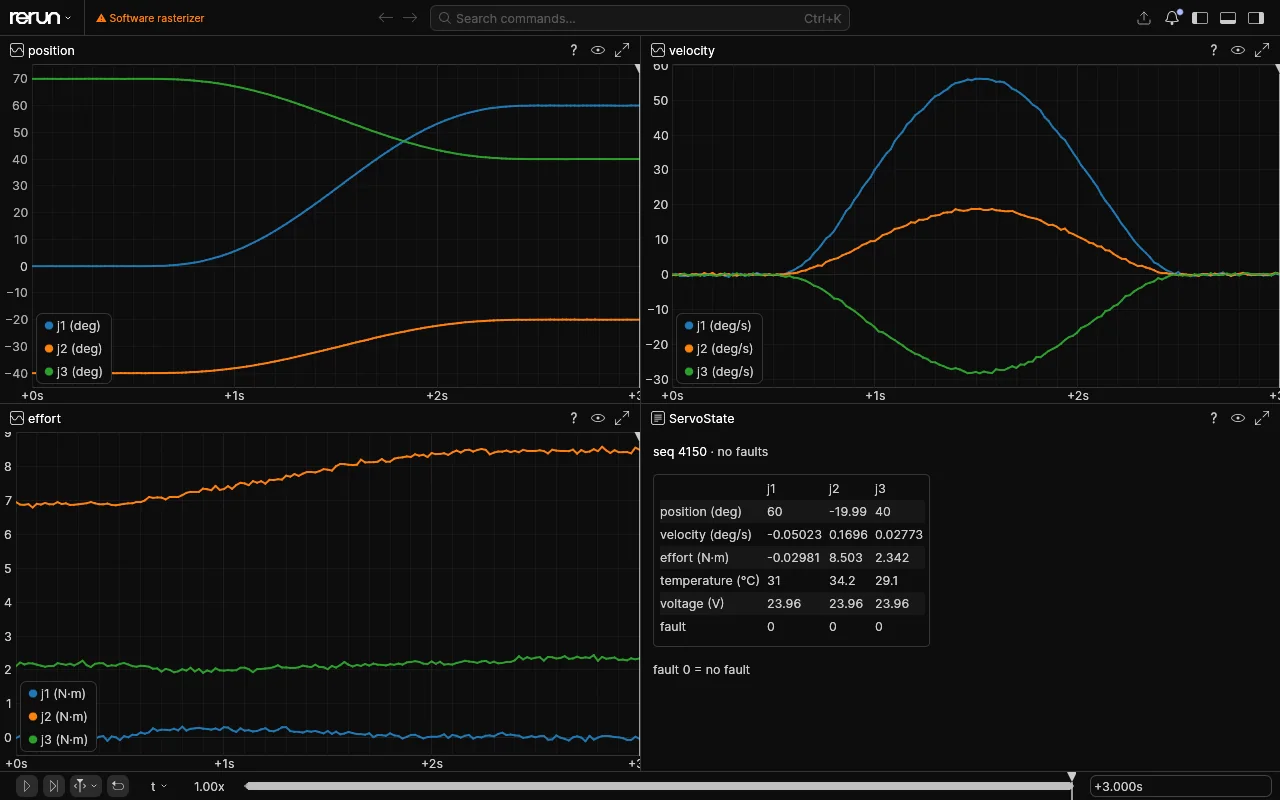 rerun
Software rasterizer
Search commands...
Ctrl+K
position
?
70
60
50
40
30
20
10
0
−10
−20
−30
−40
j1 (deg)
j2 (deg)
j3 (deg)
+0s
+1s
+2s
velocity
?
60
50
40
30
20
10
0
−10
−20
−30
j1 (deg/s)
j2 (deg/s)
j3 (deg/s)
+0s
+1s
+2s
effort
?
9
8
7
6
5
4
3
2
1
0
j1 (N·m)
j2 (N·m)
j3 (N·m)
+0s
+1s
+2s
ServoState
?
seq 4150 · no faults
j1 j2 j3
position (deg) 60 -19.99 40
velocity (deg/s) -0.05023 0.1696 0.02773
effort (N·m) -0.02981 8.503 2.342
temperature (°C) 31 34.2 29.1
voltage (V) 23.96 23.96 23.96
fault 0 0 0
fault 0 = no fault
t
1.00x
+3.000s